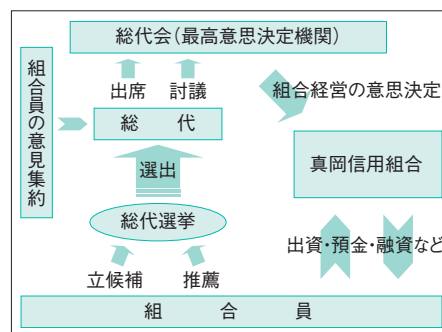 総代会(最高意思決定機関)
組合員の意見集約
出席 討議
組合経営の意思決定
総代
真岡信用組合
選出
総代選挙
出資・預金・融資など
立候補 推薦
組合員